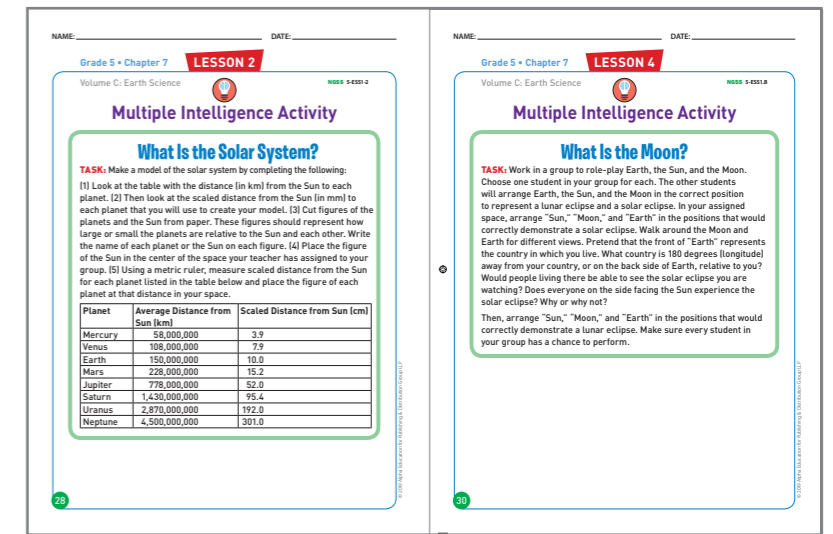 NAME: DATE:
Grade 5 • Chapter 7 LESSON 2
Volume C: Earth Science
NGSS 5-ESS1-2
Multiple Intelligence Activity
What Is the Solar System?
TASK: Make a model of the solar system by completing the following:
(1) Look at the table with the distance (in km) from the Sun to each
planet. (2) Then look at the scaled distance from the Sun (in mm) to
each planet that you will use to create your model. (3) Cut figures of the
planets and the Sun from paper. These figures should represent how
large or small the planets are relative to the Sun and each other. Write
the name of each planet or the Sun on each figure. (4) Place the figure
of the Sun in the center of the space your teacher has assigned to your
group. (5) Using a metric ruler, measure scaled distance from the Sun
for each planet listed in the table below and place the figure of each
planet at that distance in your space.
Planet Average Distance from Scaled Distance from Sun (cm)
Sun (km)
Mercury 58,000,000 3.9
Venus 108,000,000 7.9
Earth 150,000,000 10.0
Mars 228,000,000 15.2
Jupiter 778,000,000 52.0
Saturn 1,430,000,000 95.4
Uranus 2,870,000,000 192.0
Neptune 4,500,000,000 301.0
28
© 2019 Alpha Education for Publishing & Distribution Group LLP
NAME: DATE:
Grade 5 • Chapter 7 LESSON 4
Volume C: Earth Science
NGSS 5-ESS1.B
Multiple Intelligence Activity
What Is the Moon?
TASK: Work in a group to role-play Earth, the Sun, and the Moon.
Choose one student in your group for each. The other students
will arrange Earth, the Sun, and the Moon in the correct position
to represent a lunar eclipse and a solar eclipse. In your assigned
space, arrange "Sun," "Moon," and "Earth" in the positions that would
correctly demonstrate a solar eclipse. Walk around the Moon and
Earth for different views. Pretend that the front of "Earth" represents
the country in which you live. What country is 180 degrees (longitude)
away from your country, or on the back side of Earth, relative to you?
Would people living there be able to see the solar eclipse you are
watching? Does everyone on the side facing the Sun experience the
solar eclipse? Why or why not?
Then, arrange "Sun," "Moon," and "Earth" in the positions that would
correctly demonstrate a lunar eclipse. Make sure every student in
your group has a chance to perform.
30
© 2019 Alpha Education for Publishing & Distribution Group LLP